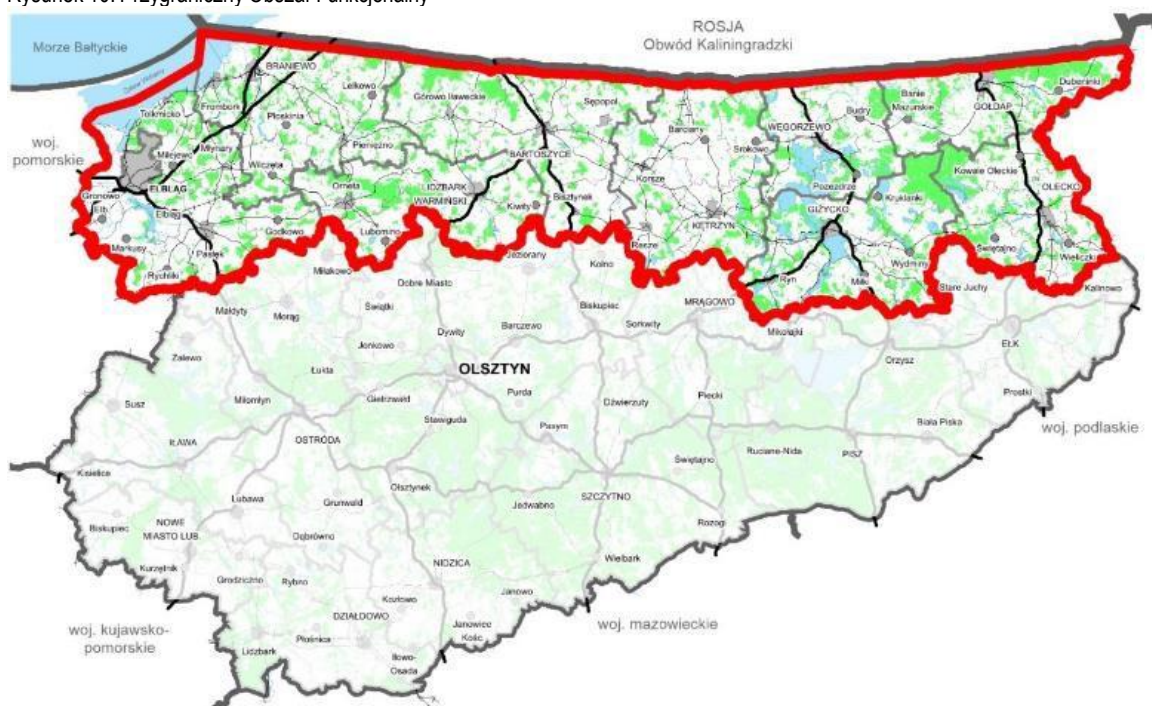 Rysunek 10. Przygraniczny Obszar Funkcjonalny
Morze Bałtyckie
ROSJA
Obwód Kaliningradzki
woj.
pomorskie
BRANIEWO
Lelkowo
Frombork
Tolkmicko
Płoskinia
Górowo Iławeckie
Sępopol
Barciany
WĘGORZEWO
Budry
Banie
Mazurskie
GOŁDAP
Dubeninki
Milejewo
Młynary
Wilczęta
Pieniężno
BARTOSZYCE
Korsze
Srokowo
Pozezdrze
Kruklanki
Kowale Oleckie
OLECKO
ELBLĄG
Gronowo
Elb.
Elbląg
Orneta
LIDZBARK
WARMIŃSKI
Kiwity
Bisztynek
KĘTRZYN
GIŻYCKO
Markusy
Pasłęk
Godkowo
Lubomino
Reszel
Wydminy
Świętajno
Wieliczki
Rychliki
Ryn
Miłki
Stare Juchy
Kalinowo
Miłakowo
Jeziorany
Kolno
Dobre Miasto
Małdyty
Morąg
Świątki
Biskupiec
MRĄGOWO
Mikołajki
Dywity
Barczewo
Sorkwity
Orzysz
EŁK
Zalewo
Jonkowo
Łukta
OLSZTYN
Prostki
Susz
Miłomłyn
Gietrzwałd
Purda
Dźwierzuty
Piecki
Stawiguda
Pasym
Biała Piska
woj. podlaskie
IŁAWA
OSTRÓDA
Świętajno
Ruciane-Nida
PISZ
Kisielice
Olsztynek
SZCZYTNO
Lubawa
Grunwald
Jedwabno
Biskupiec
NOWE
MIASTO LUB.
Dąbrówno
Rozogi
Kurzętnik
Wielbark
Grodziczno
Rybno
NIDZICA
Kozłowo
Janowo
DZIAŁDOWO
woj. kujawsko-
pomorskie
Płośnica
Janowiec
Kośc.
woj. mazowieckie
Lidzbark
Iłowo-
Osada